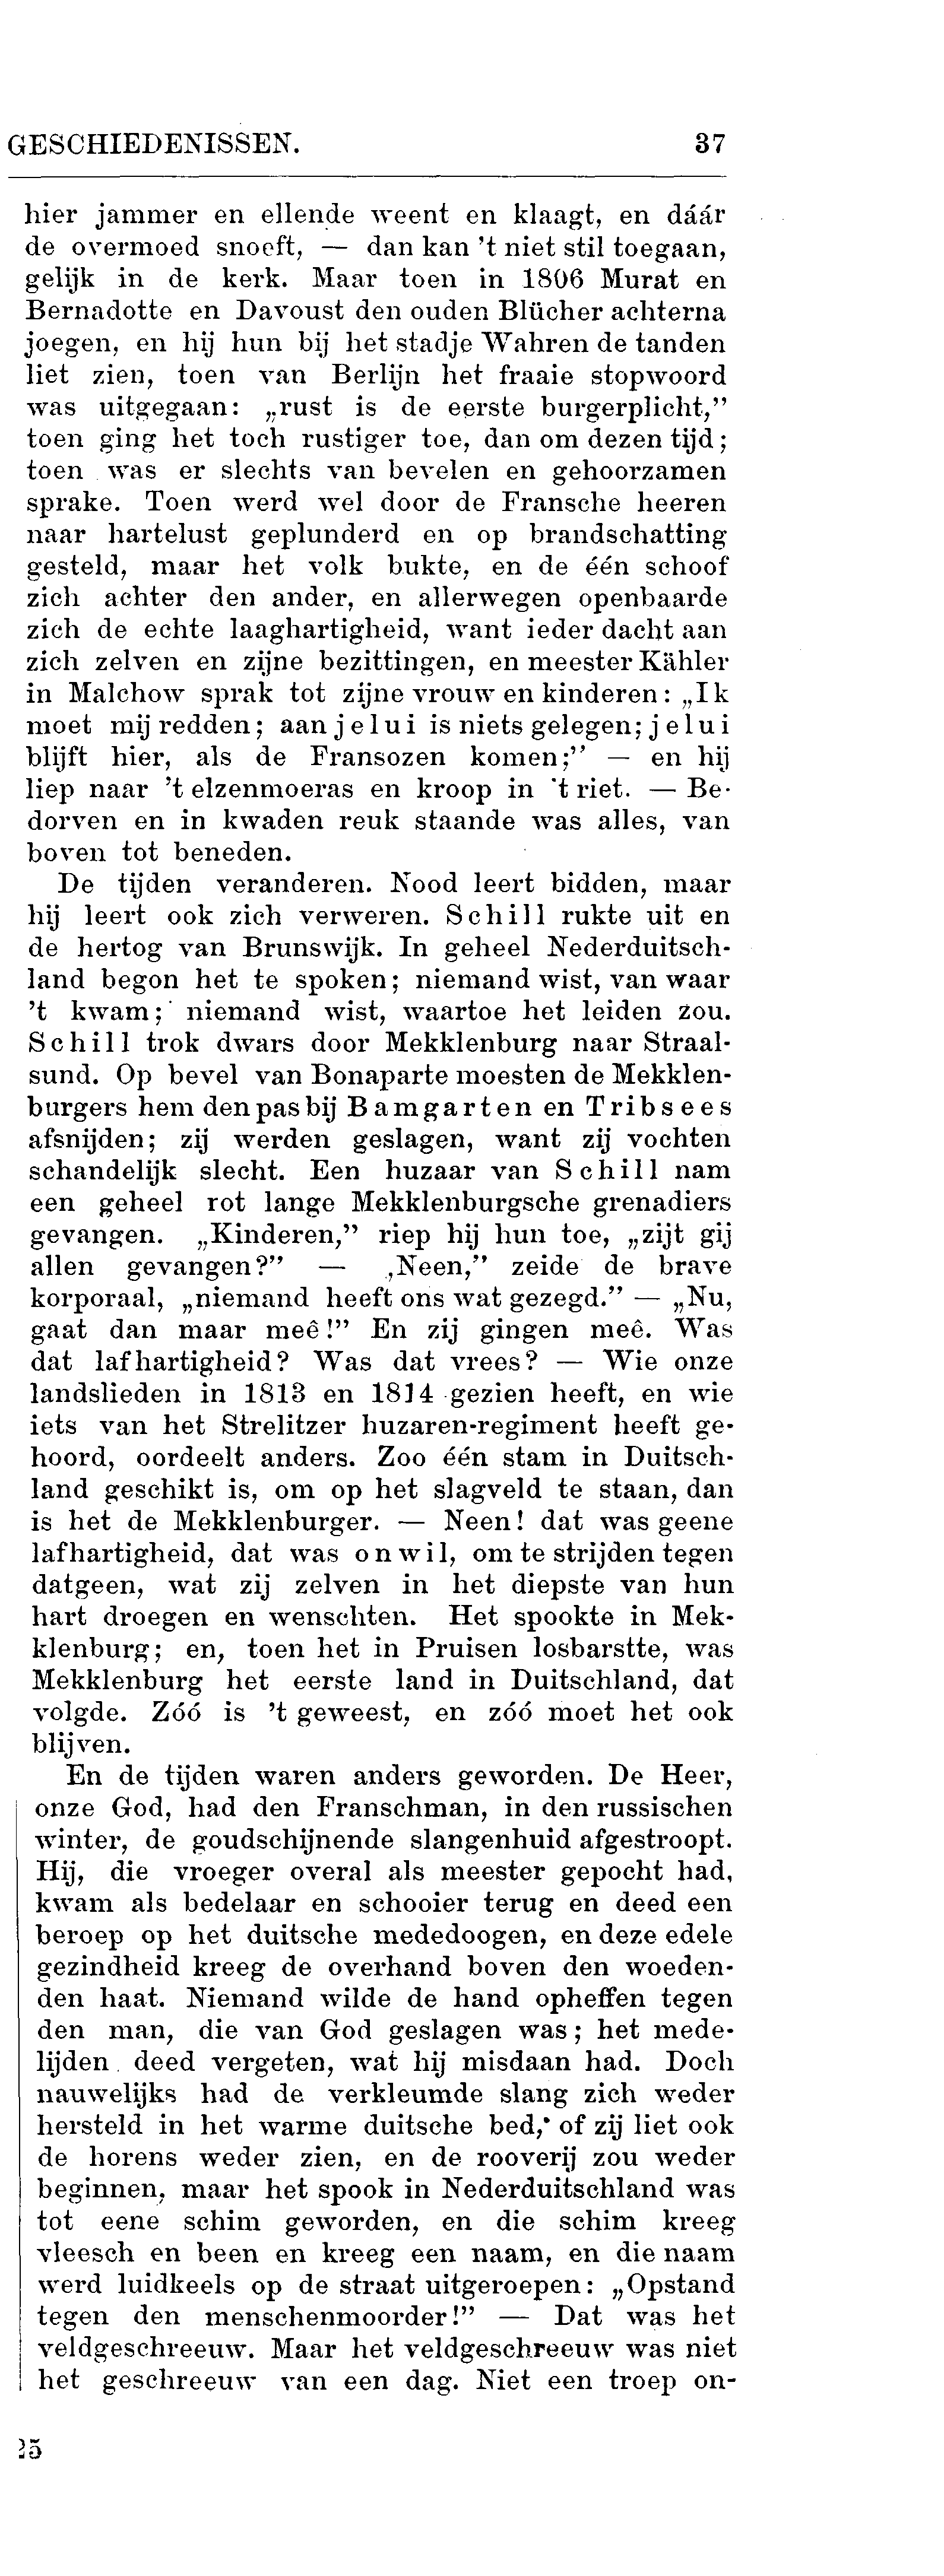 GESCHIEDENISSEN. 37
hier jammer en ellende weent en klaagt, en dáár
de overmoed snoeft, — dan kan 't niet stil toegaan,
gelijk in de kerk. Maar toen in 1806 Murat en
Bernadotte en Davoust den ouden Blücher achterna
joegen, en hij hun bij het stadje Wahren de tanden
liet zien, toen van Berlijn het fraaie stopwoord
was uitgegaan: „rust is de eerste burgerplicht,”
toen ging het toch rustiger toe, dan om dezen tijd;
toen was er slechts van bevelen en gehoorzamen
sprake. Toen werd wel door de Fransche heeren
naar hartelust geplunderd en op brandschatting
gesteld, maar het volk bukte, en de één schoof
zich achter den ander, en allerwegen openbaarde
zich de echte laaghartigheid, want ieder dacht aan
zich zelven en zijne bezittingen, en meester Kähler
in Malchow sprak tot zijne vrouw en kinderen: „Ik
moet mij redden; aan jelui is niets gelegen; jelui
blijft hier, als de Fransozen komen;” — en hij
liep naar 't elzenmoeras en kroop in 't riet. — Be-
dorven en in kwaden reuk staande was alles, van
boven tot beneden.
De tijden veranderen. Nood leert bidden, maar
hij leert ook zich verweren. Schill rukte uit en
de hertog van Brunswijk. In geheel Nederduitsch-
land begon het te spoken; niemand wist, van waar
't kwam; niemand wist, waartoe het leiden zou.
Schill trok dwars door Mekklenburg naar Straal-
sund. Op bevel van Bonaparte moesten de Mekklen-
burgers hem den pas bij Bamgarten en Tribsees
afsnijden; zij werden geslagen, want zij vochten
schandelijk slecht. Een huzaar van Schill nam
een geheel rot lange Mekklenburgsche grenadiers
gevangen. „Kinderen,” riep hij hun toe, „zijt gij
allen gevangen?” — „Neen,” zeide de brave
korporaal, „niemand heeft ons wat gezegd.” — „Nu,
gaat dan maar meê!” En zij gingen meê. Was
dat lafhartigheid? Was dat vrees? — Wie onze
landslieden in 1813 en 1814 gezien heeft, en wie
iets van het Strelitzer huzaren-regiment heeft ge-
hoord, oordeelt anders. Zoo één stam in Duitsch-
land geschikt is, om op het slagveld te staan, dan
is het de Mekklenburger. — Neen! dat was geene
lafhartigheid, dat was onwil, om te strijden tegen
datgeen, wat zij zelven in het diepste van hun
hart droegen en wenschten. Het spookte in Mek-
klenburg; en, toen het in Pruisen losbarstte, was
Mekklenburg het eerste land in Duitschland, dat
volgde. Zóó is 't geweest, en zóó moet het ook
blijven.
En de tijden waren anders geworden. De Heer,
onze God, had den Franschman, in den russischen
winter, de goudschijnende slangenhuid afgestroopt.
Hij, die vroeger overal als meester gepocht had,
kwam als bedelaar en schooier terug en deed een
beroep op het duitsche mededoogen, en deze edele
gezindheid kreeg de overhand boven den woeden-
den haat. Niemand wilde de hand opheffen tegen
den man, die van God geslagen was; het mede-
lijden deed vergeten, wat hij misdaan had. Doch
nauwelijks had de verkleumde slang zich weder
hersteld in het warme duitsche bed, of zij liet ook
de horens weder zien, en de rooverij zou weder
beginnen, maar het spook in Nederduitschland was
tot eene schim geworden, en die schim kreeg
vleesch en been en kreeg een naam, en die naam
werd luidkeels op de straat uitgeroepen: „Opstand
tegen den menschenmoorder!” — Dat was het
veldgeschreeuw. Maar het veldgeschreeuw was niet
het geschreeuw van een dag. Niet een troep on-
25